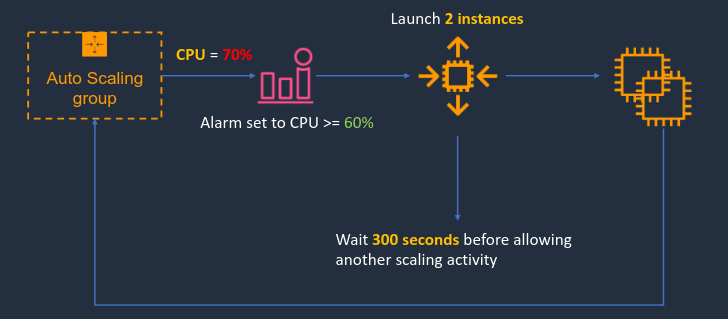 Launch 2 instances
CPU = 70%
Auto Scaling
group
Alarm set to CPU >= 60%
Wait 300 seconds before allowing
another scaling activity